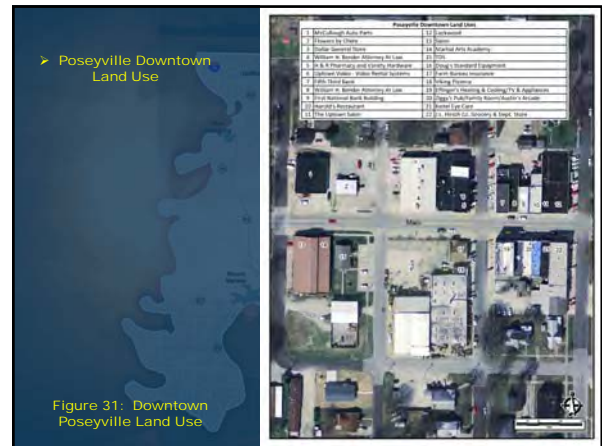 ➤ Poseyville Downtown
Land Use
Figure 31: Downtown
Poseyville Land Use
Poseyville Downtown Land Uses
1 McCullough Auto Parts
2 Flowers by Cherie
3 Dollar General Store
4 William H. Bender Attorney At Law
5 H & R Pharmacy and Variety Hardware
6 Uptown Video - Video Rental Systems
7 Fifth Third Bank
8 William H. Bender Attorney At Law
9 First National Bank Building
10 Harold's Restaurant
11 The Uptown Salon
12 Lockwood
13 Salon
14 Martial Arts Academy
15 TDS
16 Doug's Standard Equipment
17 Farm Bureau Insurance
18 Viking Pizzeria
19 Effinger's Heating & Cooling/TV & Appliances
20 Ziggy's Pub/Family Room/Austin's Arcade
21 Eye Care
22 J.L. Hirsch Co. Grocery & Dept. Store
Main